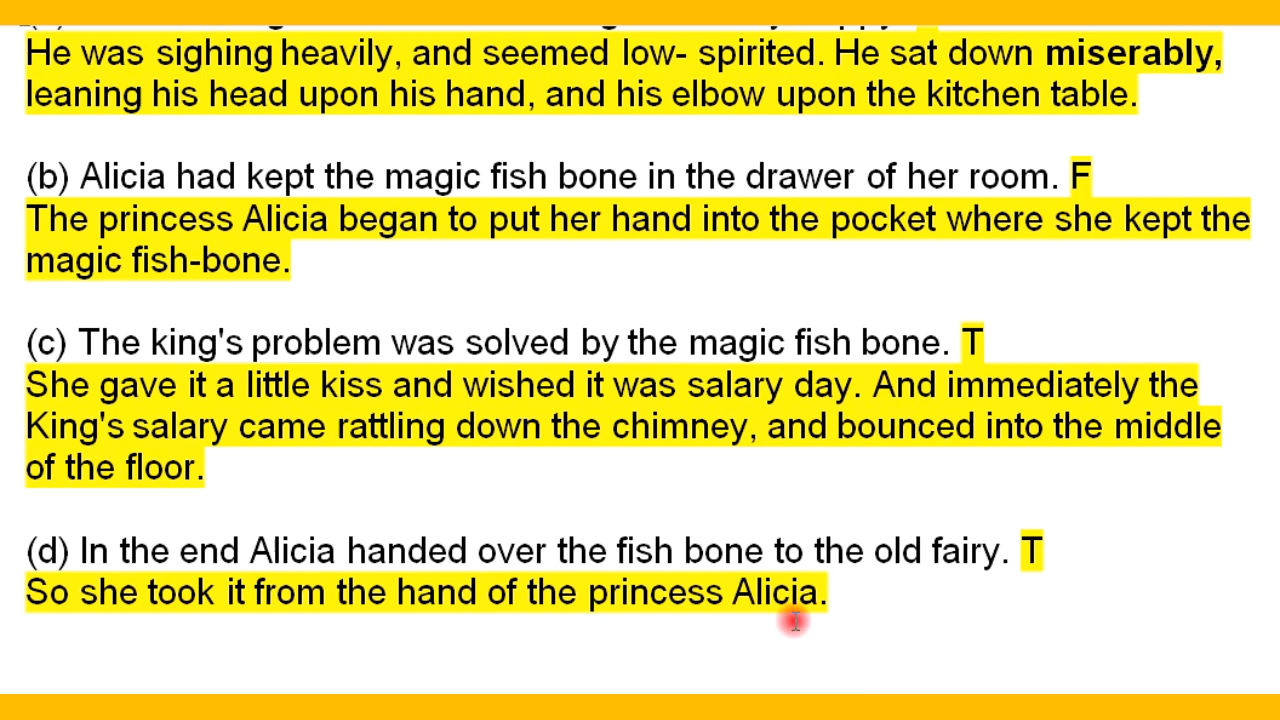 He was sighing heavily, and seemed low- spirited. He sat down miserably,
leaning his head upon his hand, and his elbow upon the kitchen table.
(b) Alicia had kept the magic fish bone in the drawer of her room. F
The princess Alicia began to put her hand into the pocket where she kept the
magic fish-bone.
(c) The king's problem was solved by the magic fish bone. T
She gave it a little kiss and wished it was salary day. And immediately the
King's salary came rattling down the chimney, and bounced into the middle
of the floor.
(d) In the end Alicia handed over the fish bone to the old fairy. T
So she took it from the hand of the princess Alicia.